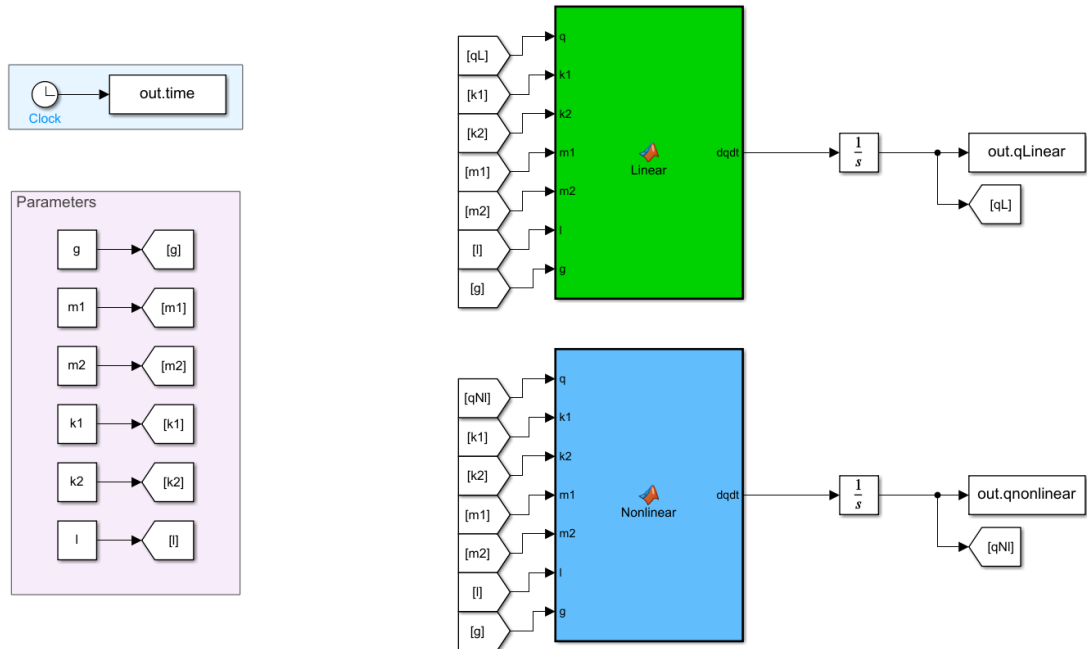 out.time
Clock
Parameters
g [g]
m1 [m1]
m2 [m2]
k1 [k1]
k2 [k2]
l [l]
[qL] q
[k1] k1
[k2] k2
[m1] m1
[m2] m2
[l] l
[g] g
Linear
dqdt
1
s
out.qLinear
[qL]
[qNl] q
[k1] k1
[k2] k2
[m1] m1
[m2] m2
[l] l
[g] g
Nonlinear
dqdt
1
s
out.qnonlinear
[qNl]